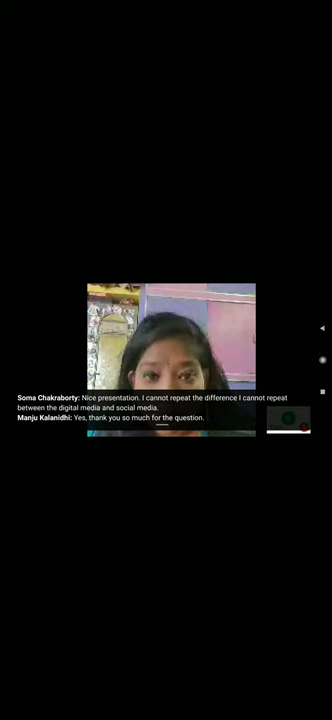 Soma Chakraborty: Nice presentation. I cannot repeat the difference I cannot repeat
between the digital media and social media.
Manju Kalanidhi: Yes, thank you so much for the question.